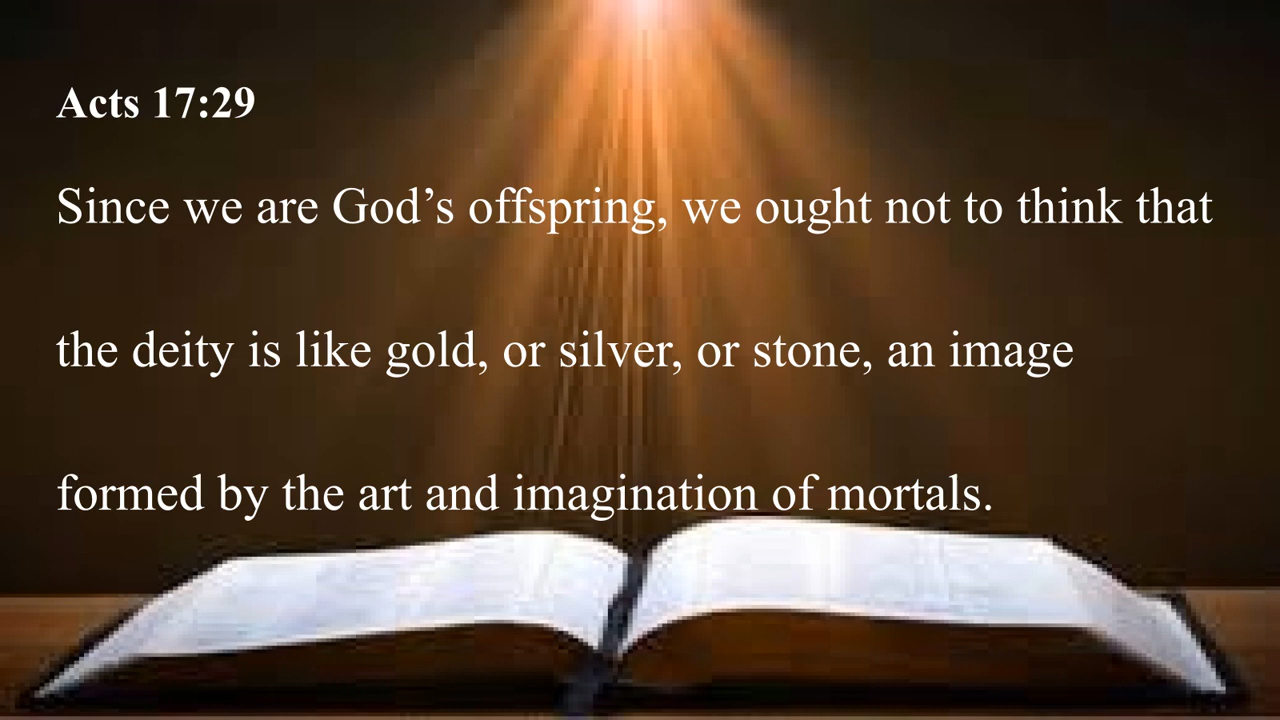 Acts 17:29
Since we are God’s offspring, we ought not to think that
the deity is like gold, or silver, or stone, an image
formed by the art and imagination of mortals.